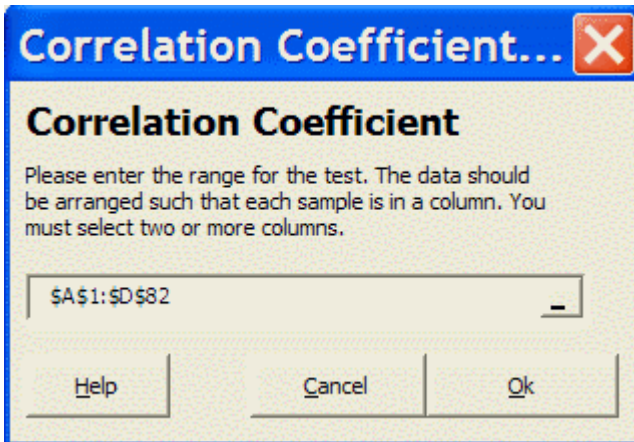 Correlation Coefficient...
Correlation Coefficient
Please enter the range for the test. The data should
be arranged such that each sample is in a column. You
must select two or more columns.
$A$1:$D$82
Help Cancel Ok